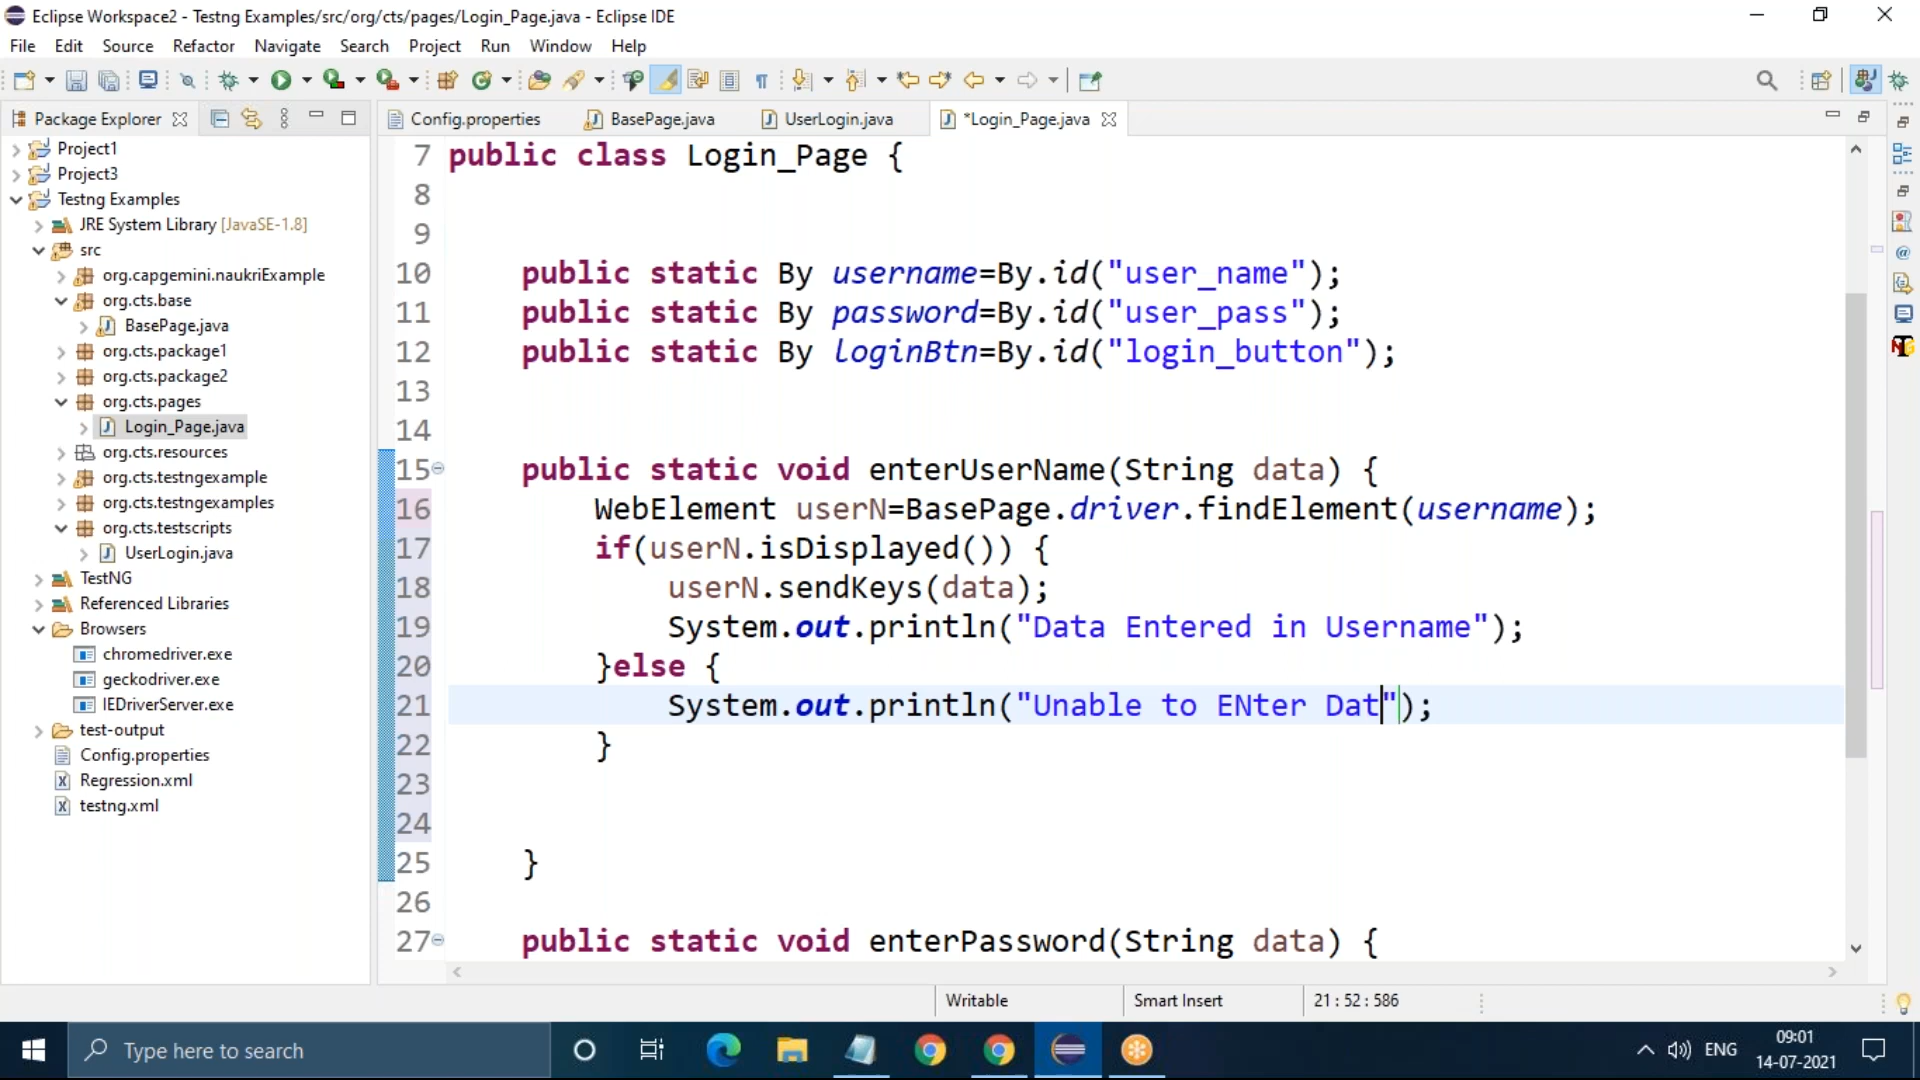 Eclipse Workspace2 - Testng Examples/src/org/cts/pages/Login_Page.java - Eclipse IDE
File Edit Source Refactor Navigate Search Project Run Window Help
Package Explorer
Project1
Project3
Testng Examples
JRE System Library [JavaSE-1.8]
src
org.capgemini.naukriExample
org.cts.base
BasePage.java
org.cts.package1
org.cts.package2
org.cts.pages
Login_Page.java
org.cts.resources
org.cts.testngexample
org.cts.testngexamples
org.cts.testscripts
UserLogin.java
TestNG
Referenced Libraries
Browsers
chromedriver.exe
geckodriver.exe
IEDriverServer.exe
test-output
Config.properties
Regression.xml
testng.xml
Config.properties BasePage.java UserLogin.java *Login_Page.java
7 public class Login_Page {
8
9
10 public static By username=By.id("user_name");
11 public static By password=By.id("user_pass");
12 public static By loginBtn=By.id("login_button");
13
14
15 public static void enterUserName(String data) {
16 WebElement userN=BasePage.driver.findElement(username);
17 if(userN.isDisplayed()) {
18 userN.sendKeys(data);
19 System.out.println("Data Entered in Username");
20 }else {
21 System.out.println("Unable to ENter Dat");
22 }
23
24
25 }
26
27 public static void enterPassword(String data) {
Writable Smart Insert 21 : 52 : 586
Type here to search
ENG
09:01
14-07-2021